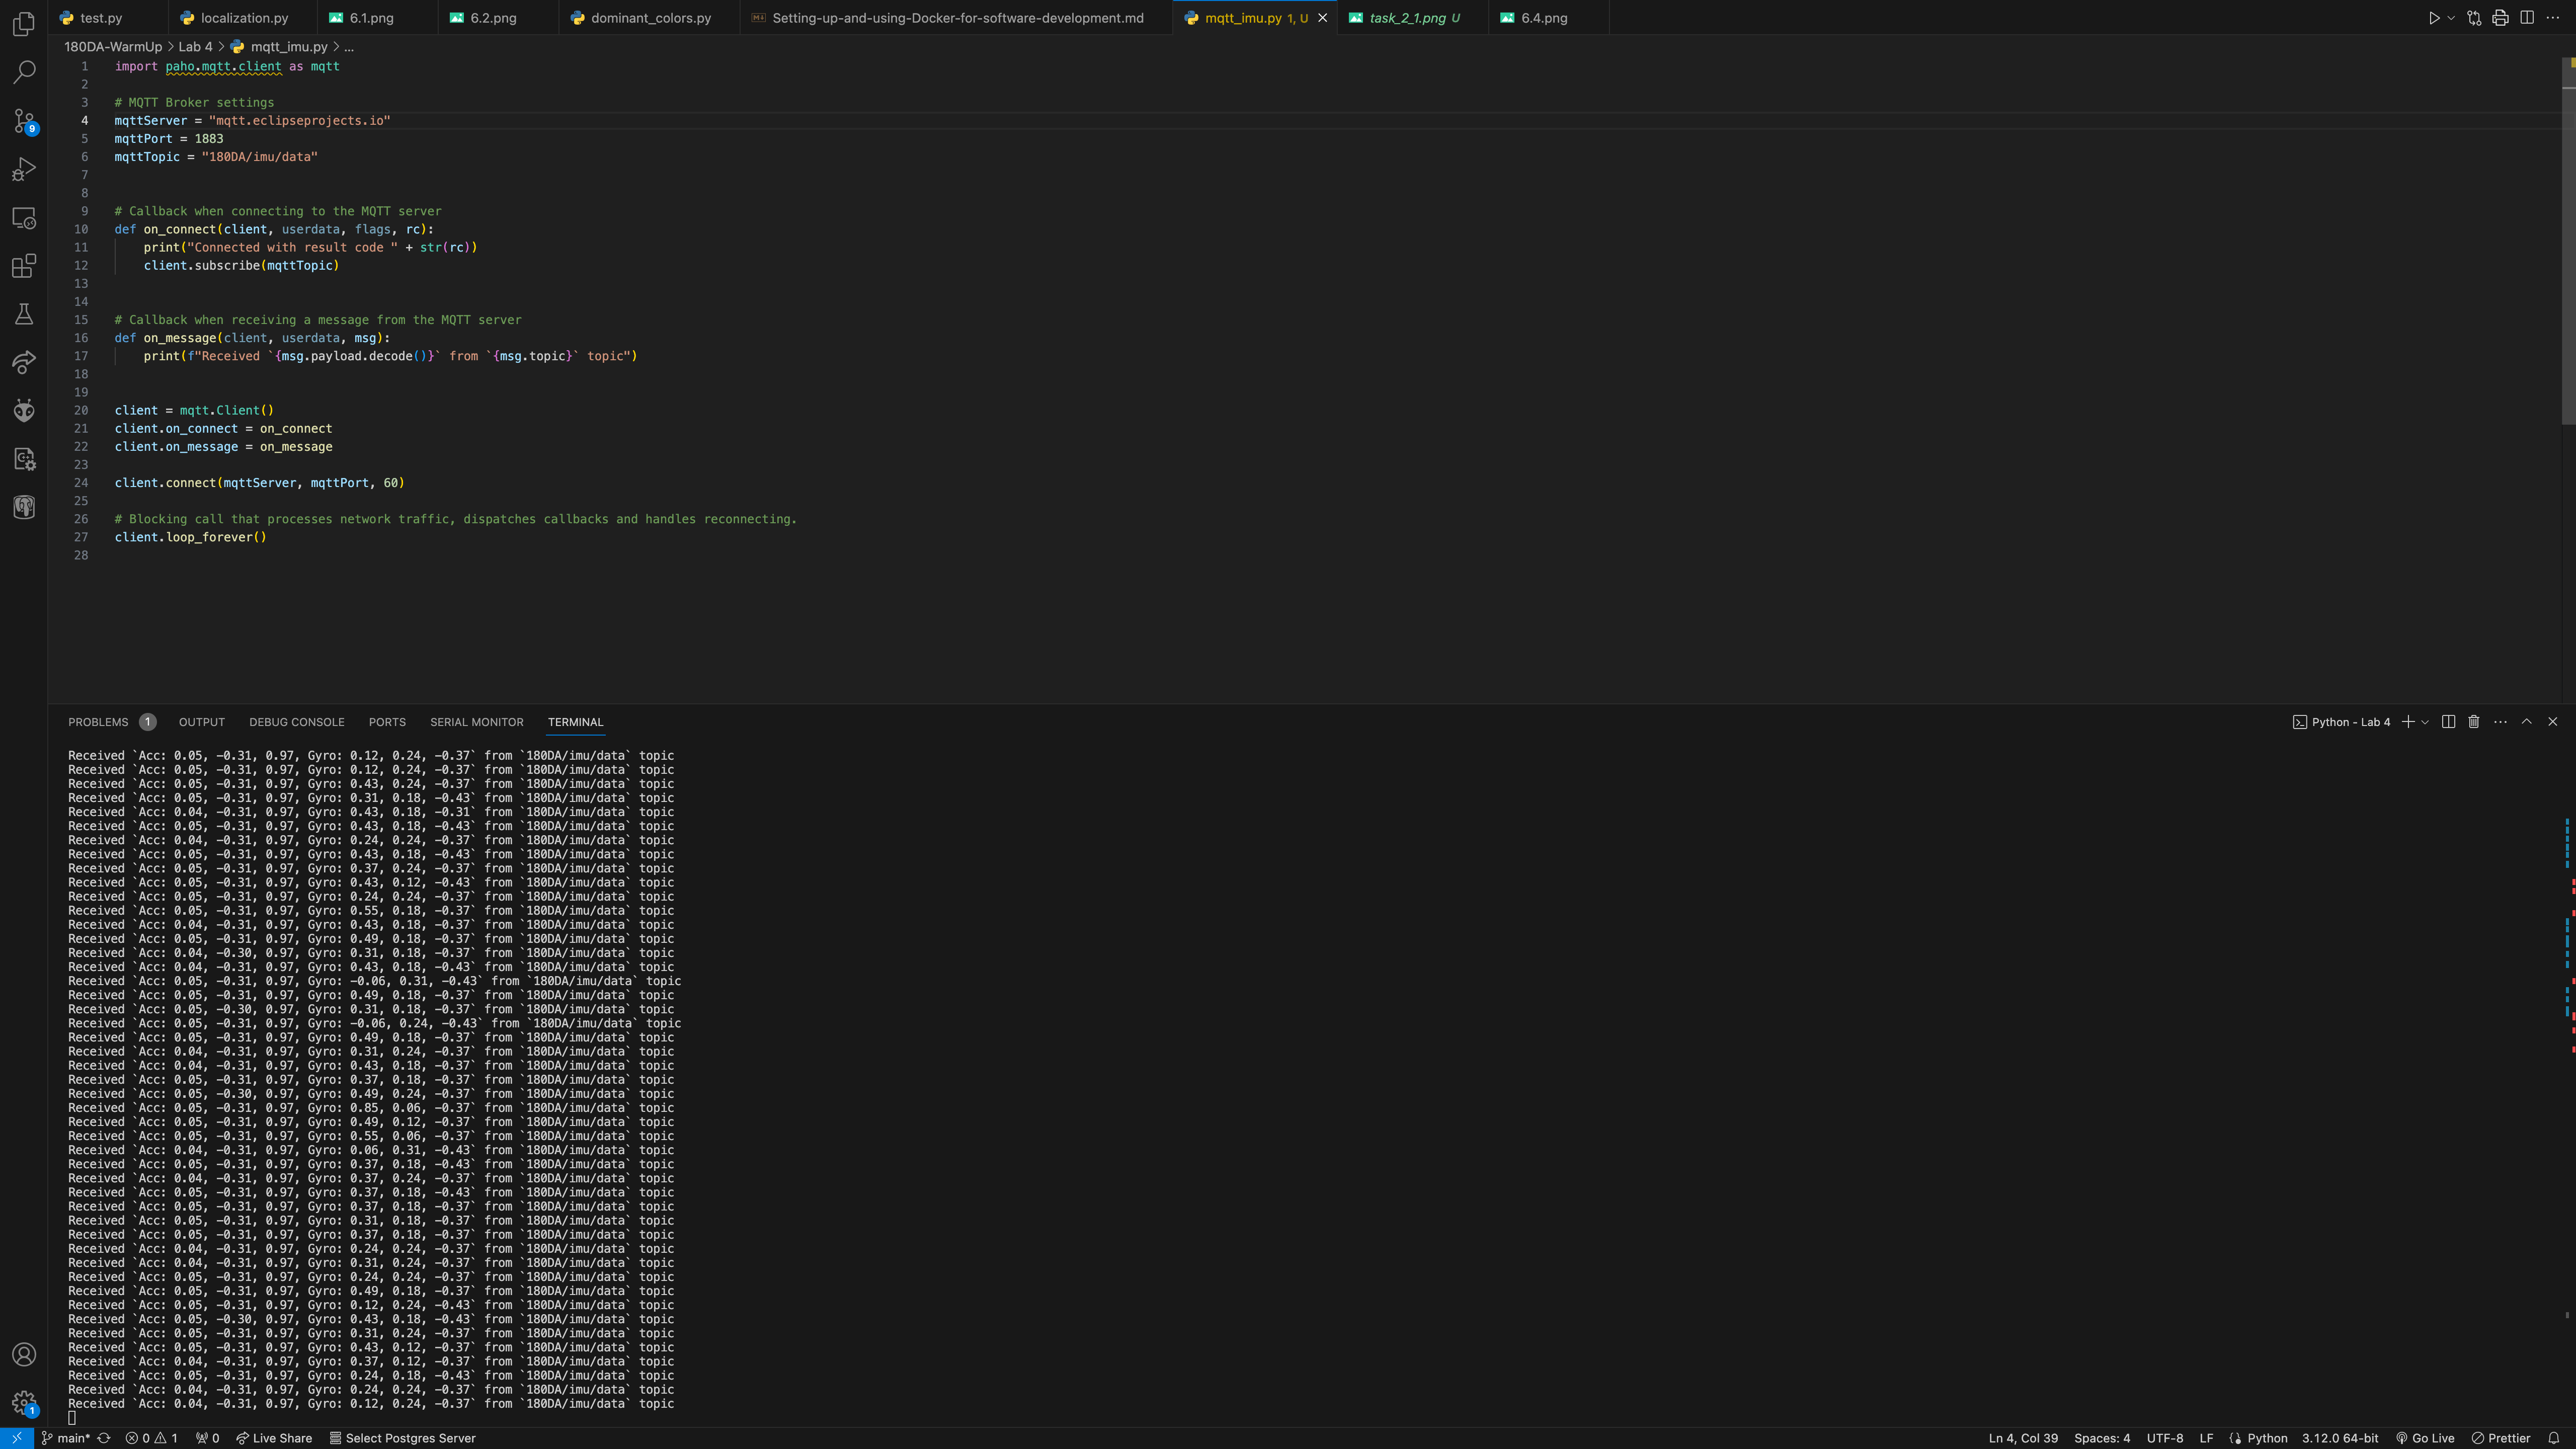 test.py localization.py 6.1.png 6.2.png dominant_colors.py Setting-up-and-using-Docker-for-software-development.md mqtt_imu.py 1, U task_2_1.png U 6.4.png
180DA-WarmUp > Lab 4 > mqtt_imu.py > ...
1 import paho.mqtt.client as mqtt
2
3 # MQTT Broker settings
4 mqttServer = "mqtt.eclipseprojects.io"
5 mqttPort = 1883
6 mqttTopic = "180DA/imu/data"
7
8
9 # Callback when connecting to the MQTT server
10 def on_connect(client, userdata, flags, rc):
11     print("Connected with result code " + str(rc))
12     client.subscribe(mqttTopic)
13
14
15 # Callback when receiving a message from the MQTT server
16 def on_message(client, userdata, msg):
17     print(f"Received `{msg.payload.decode()}` from `{msg.topic}` topic")
18
19
20 client = mqtt.Client()
21 client.on_connect = on_connect
22 client.on_message = on_message
23
24 client.connect(mqttServer, mqttPort, 60)
25
26 # Blocking call that processes network traffic, dispatches callbacks and handles reconnecting.
27 client.loop_forever()
28
9
PROBLEMS 1 OUTPUT DEBUG CONSOLE PORTS SERIAL MONITOR TERMINAL Python - Lab 4
Received `Acc: 0.05, -0.31, 0.97, Gyro: 0.12, 0.24, -0.37` from `180DA/imu/data` topic
Received `Acc: 0.05, -0.31, 0.97, Gyro: 0.12, 0.24, -0.37` from `180DA/imu/data` topic
Received `Acc: 0.05, -0.31, 0.97, Gyro: 0.43, 0.24, -0.37` from `180DA/imu/data` topic
Received `Acc: 0.05, -0.31, 0.97, Gyro: 0.31, 0.18, -0.43` from `180DA/imu/data` topic
Received `Acc: 0.04, -0.31, 0.97, Gyro: 0.43, 0.18, -0.31` from `180DA/imu/data` topic
Received `Acc: 0.05, -0.31, 0.97, Gyro: 0.43, 0.18, -0.43` from `180DA/imu/data` topic
Received `Acc: 0.04, -0.31, 0.97, Gyro: 0.24, 0.24, -0.37` from `180DA/imu/data` topic
Received `Acc: 0.05, -0.31, 0.97, Gyro: 0.43, 0.18, -0.43` from `180DA/imu/data` topic
Received `Acc: 0.05, -0.31, 0.97, Gyro: 0.37, 0.24, -0.37` from `180DA/imu/data` topic
Received `Acc: 0.05, -0.31, 0.97, Gyro: 0.43, 0.12, -0.43` from `180DA/imu/data` topic
Received `Acc: 0.05, -0.31, 0.97, Gyro: 0.24, 0.24, -0.37` from `180DA/imu/data` topic
Received `Acc: 0.05, -0.31, 0.97, Gyro: 0.55, 0.18, -0.37` from `180DA/imu/data` topic
Received `Acc: 0.04, -0.31, 0.97, Gyro: 0.43, 0.18, -0.37` from `180DA/imu/data` topic
Received `Acc: 0.05, -0.31, 0.97, Gyro: 0.49, 0.18, -0.37` from `180DA/imu/data` topic
Received `Acc: 0.04, -0.30, 0.97, Gyro: 0.31, 0.18, -0.37` from `180DA/imu/data` topic
Received `Acc: 0.04, -0.31, 0.97, Gyro: 0.43, 0.18, -0.43` from `180DA/imu/data` topic
Received `Acc: 0.05, -0.31, 0.97, Gyro: -0.06, 0.31, -0.43` from `180DA/imu/data` topic
Received `Acc: 0.05, -0.31, 0.97, Gyro: 0.49, 0.18, -0.37` from `180DA/imu/data` topic
Received `Acc: 0.05, -0.30, 0.97, Gyro: 0.31, 0.18, -0.37` from `180DA/imu/data` topic
Received `Acc: 0.05, -0.31, 0.97, Gyro: -0.06, 0.24, -0.43` from `180DA/imu/data` topic
Received `Acc: 0.05, -0.31, 0.97, Gyro: 0.49, 0.18, -0.37` from `180DA/imu/data` topic
Received `Acc: 0.04, -0.31, 0.97, Gyro: 0.31, 0.24, -0.37` from `180DA/imu/data` topic
Received `Acc: 0.04, -0.31, 0.97, Gyro: 0.43, 0.18, -0.37` from `180DA/imu/data` topic
Received `Acc: 0.05, -0.31, 0.97, Gyro: 0.37, 0.18, -0.37` from `180DA/imu/data` topic
Received `Acc: 0.05, -0.30, 0.97, Gyro: 0.49, 0.24, -0.37` from `180DA/imu/data` topic
Received `Acc: 0.05, -0.31, 0.97, Gyro: 0.85, 0.06, -0.37` from `180DA/imu/data` topic
Received `Acc: 0.05, -0.31, 0.97, Gyro: 0.49, 0.12, -0.37` from `180DA/imu/data` topic
Received `Acc: 0.05, -0.31, 0.97, Gyro: 0.55, 0.06, -0.37` from `180DA/imu/data` topic
Received `Acc: 0.04, -0.31, 0.97, Gyro: 0.06, 0.31, -0.43` from `180DA/imu/data` topic
Received `Acc: 0.05, -0.31, 0.97, Gyro: 0.37, 0.18, -0.43` from `180DA/imu/data` topic
Received `Acc: 0.04, -0.31, 0.97, Gyro: 0.37, 0.24, -0.37` from `180DA/imu/data` topic
Received `Acc: 0.05, -0.31, 0.97, Gyro: 0.37, 0.18, -0.43` from `180DA/imu/data` topic
Received `Acc: 0.05, -0.31, 0.97, Gyro: 0.37, 0.18, -0.37` from `180DA/imu/data` topic
Received `Acc: 0.05, -0.31, 0.97, Gyro: 0.31, 0.18, -0.37` from `180DA/imu/data` topic
Received `Acc: 0.05, -0.31, 0.97, Gyro: 0.37, 0.18, -0.37` from `180DA/imu/data` topic
Received `Acc: 0.04, -0.31, 0.97, Gyro: 0.24, 0.24, -0.37` from `180DA/imu/data` topic
Received `Acc: 0.04, -0.31, 0.97, Gyro: 0.31, 0.24, -0.37` from `180DA/imu/data` topic
Received `Acc: 0.05, -0.31, 0.97, Gyro: 0.24, 0.24, -0.37` from `180DA/imu/data` topic
Received `Acc: 0.05, -0.31, 0.97, Gyro: 0.49, 0.18, -0.37` from `180DA/imu/data` topic
Received `Acc: 0.05, -0.31, 0.97, Gyro: 0.12, 0.24, -0.43` from `180DA/imu/data` topic
Received `Acc: 0.05, -0.30, 0.97, Gyro: 0.43, 0.18, -0.43` from `180DA/imu/data` topic
Received `Acc: 0.05, -0.31, 0.97, Gyro: 0.31, 0.24, -0.37` from `180DA/imu/data` topic
Received `Acc: 0.05, -0.31, 0.97, Gyro: 0.43, 0.12, -0.37` from `180DA/imu/data` topic
Received `Acc: 0.04, -0.31, 0.97, Gyro: 0.37, 0.12, -0.37` from `180DA/imu/data` topic
Received `Acc: 0.05, -0.31, 0.97, Gyro: 0.24, 0.18, -0.43` from `180DA/imu/data` topic
Received `Acc: 0.04, -0.31, 0.97, Gyro: 0.24, 0.24, -0.37` from `180DA/imu/data` topic
Received `Acc: 0.04, -0.31, 0.97, Gyro: 0.12, 0.24, -0.37` from `180DA/imu/data` topic
1
main* 0 1 0 Live Share Select Postgres Server Ln 4, Col 39 Spaces: 4 UTF-8 LF Python 3.12.0 64-bit Go Live Prettier